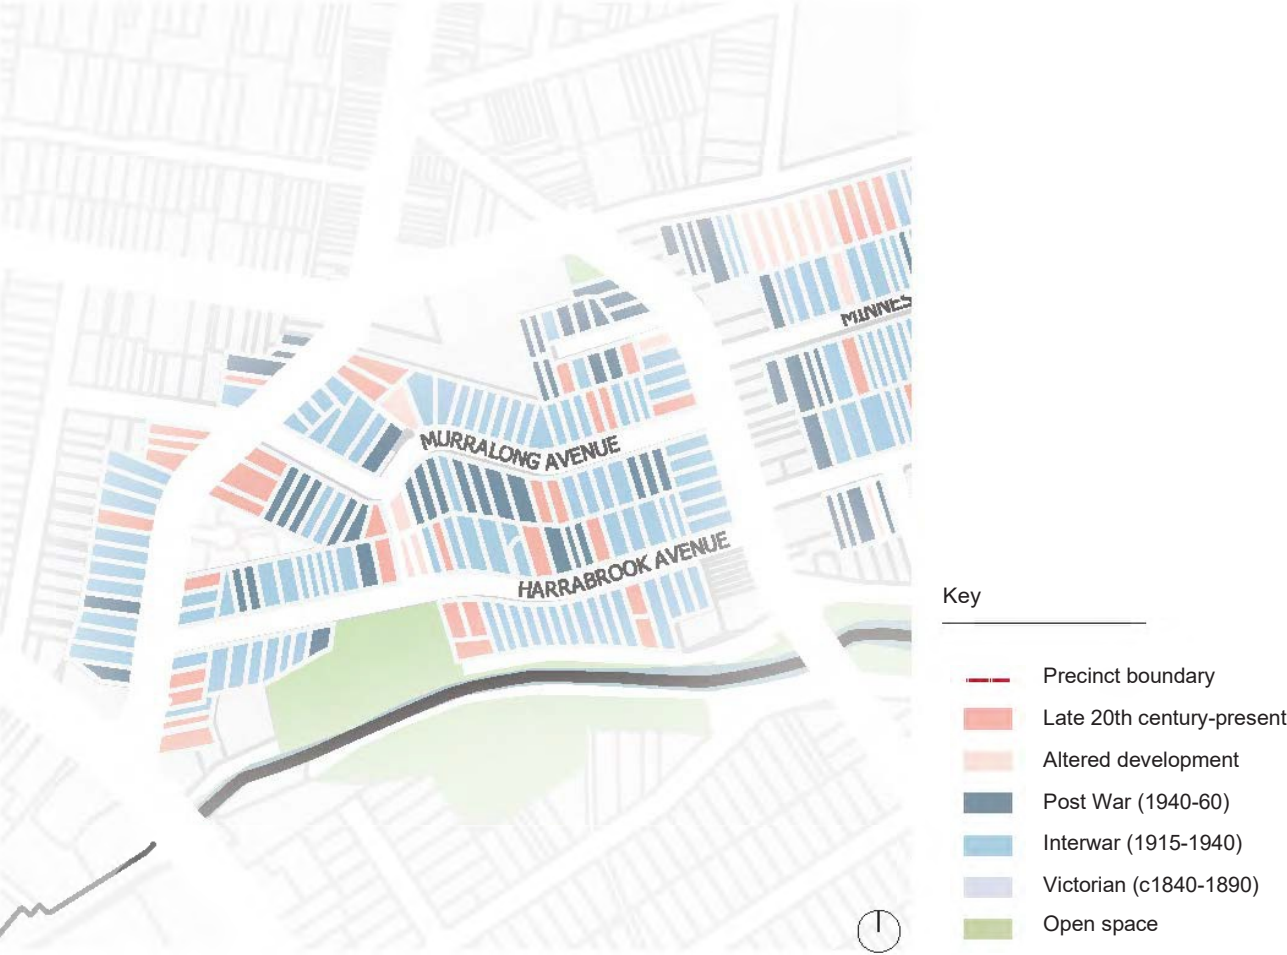 MINNES
MURRALONG AVENUE
HARRABROOK AVENUE
Key
Precinct boundary
Late 20th century-present
Altered development
Post War (1940-60)
Interwar (1915-1940)
Victorian (c1840-1890)
Open space